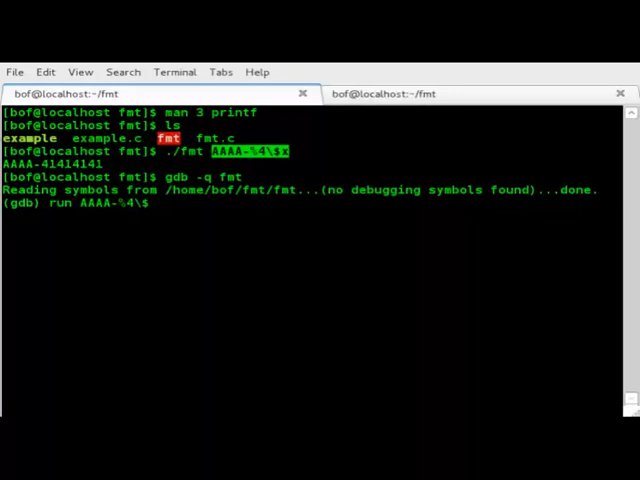 File Edit View Search Terminal Tabs Help
bof@localhost:~/fmt × bof@localhost:~/fmt ×
[bof@localhost fmt]$ man 3 printf
[bof@localhost fmt]$ ls
example example.c fmt fmt.c
[bof@localhost fmt]$ ./fmt AAAA-%4\$x
AAAA-41414141
[bof@localhost fmt]$ gdb -q fmt
Reading symbols from /home/bof/fmt/fmt...(no debugging symbols found)...done.
(gdb) run AAAA-%4\$